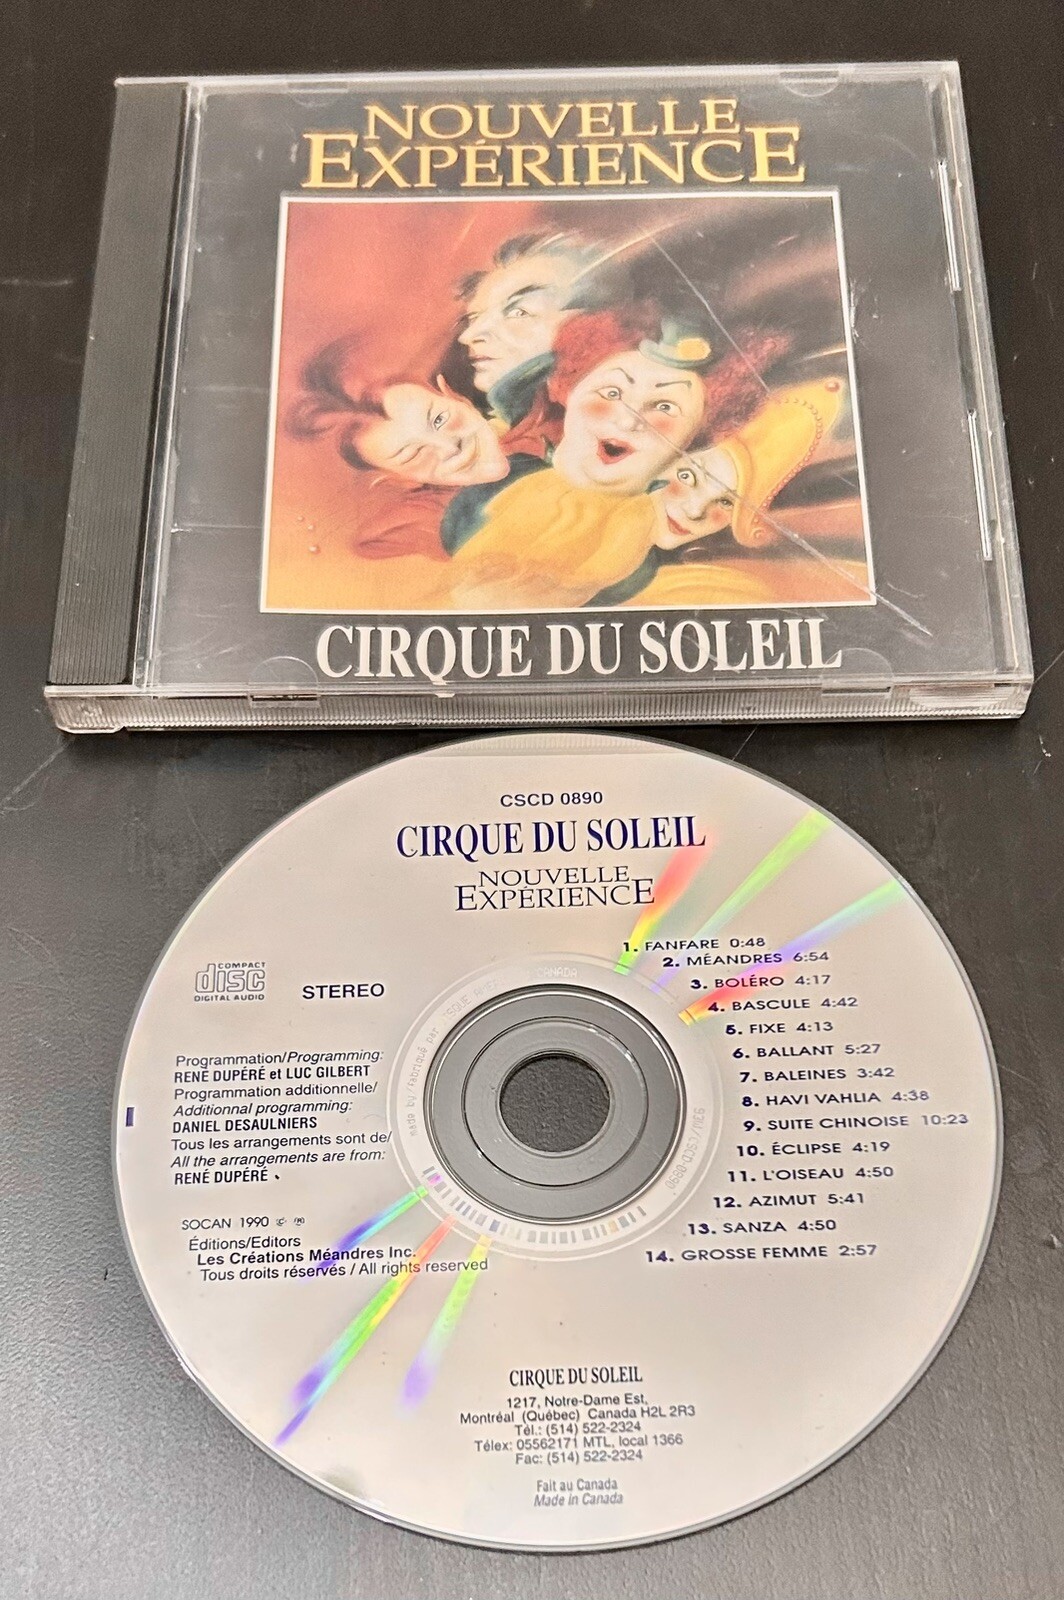 NOUVELLE
EXPÉRIENCE
CIRQUE DU SOLEIL
CSCD 0890
CIRQUE DU SOLEIL
NOUVELLE
EXPÉRIENCE
COMPACT
disc
DIGITAL AUDIO
STEREO
1. FANFARE 0:48
2. MÉANDRES 6:54
3. BOLÉRO 4:17
4. BASCULE 4:42
5. FIXE 4:13
6. BALLANT 5:27
7. BALEINES 3:42
8. HAVI VAHLIA 4:38
9. SUITE CHINOISE 10:23
10. ÉCLIPSE 4:19
11. L'OISEAU 4:50
12. AZIMUT 5:41
13. SANZA 4:50
14. GROSSE FEMME 2:57
Programmation/Programming:
RENÉ DUPÉRÉ et LUC GILBERT
Programmation additionnelle/
Additionnal programming:
DANIEL DESAULNIERS
Tous les arrangements sont de/
All the arrangements are from:
RENÉ DUPÉRÉ
SOCAN 1990 © ℗
Éditions/Editors
Les Créations Méandres Inc.
Tous droits réservés / All rights reserved
made by/fabriqué par CANADA
CIRQUE DU SOLEIL
1217, Notre-Dame Est,
Montréal (Québec) Canada H2L 2R3
Tél.: (514) 522-2324
Télex: 05562171 MTL, local 1366
Fac: (514) 522-2324
Fait au Canada
Made in Canada